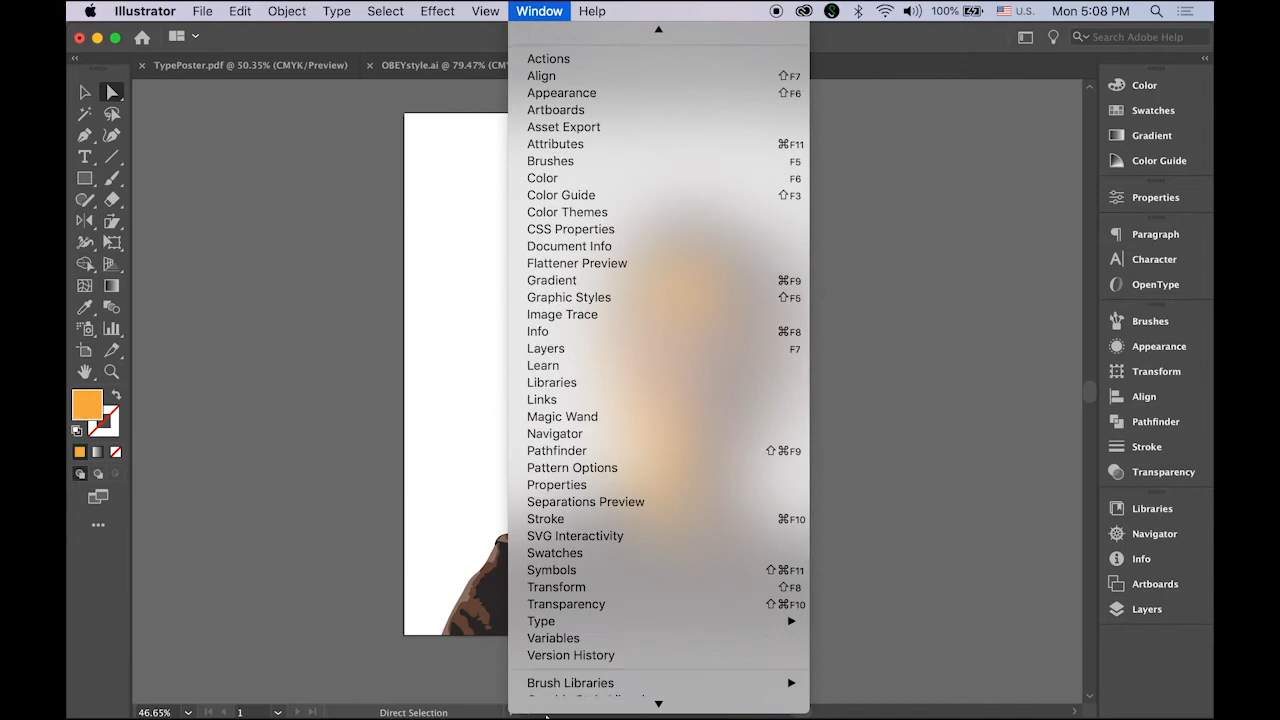 Illustrator File Edit Object Type Select Effect View Window Help 100% U.S. Mon 5:08 PM
Search Adobe Help
TypePoster.pdf @ 50.35% (CMYK/Preview) OBEYstyle.ai @ 79.47% (CM
Actions
Align ⇧F7
Appearance ⇧F6
Artboards
Asset Export
Attributes ⌘F11
Brushes F5
Color F6
Color Guide ⇧F3
Color Themes
CSS Properties
Document Info
Flattener Preview
Gradient ⌘F9
Graphic Styles ⇧F5
Image Trace
Info ⌘F8
Layers F7
Learn
Libraries
Links
Magic Wand
Navigator
Pathfinder ⇧⌘F9
Pattern Options
Properties
Separations Preview
Stroke ⌘F10
SVG Interactivity
Swatches
Symbols ⇧⌘F11
Transform ⇧F8
Transparency ⇧⌘F10
Type
Variables
Version History
Brush Libraries
Color
Swatches
Gradient
Color Guide
Properties
Paragraph
Character
OpenType
Brushes
Appearance
Transform
Align
Pathfinder
Stroke
Transparency
Libraries
Navigator
Info
Artboards
Layers
46.65% 1 Direct Selection